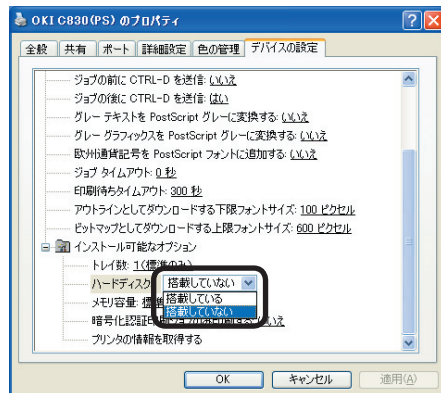 OKI C830(PS) のプロパティ
全般 共有 ポート 詳細設定 色の管理 デバイスの設定
ジョブの前に CTRL-D を送信: いいえ
ジョブの後に CTRL-D を送信: はい
グレー テキストを PostScript グレーに変換する: いいえ
グレー グラフィックスを PostScript グレーに変換する: いいえ
欧州通貨記号を PostScript フォントに追加する: いいえ
ジョブ タイムアウト: 0 秒
印刷待ちタイムアウト: 300 秒
アウトラインとしてダウンロードする下限フォントサイズ: 100 ピクセル
ビットマップとしてダウンロードする上限フォントサイズ: 600 ピクセル
インストール可能なオプション
トレイ数: 1(標準のみ)
ハードディスク 搭載していない
メモリ容量: 標準 搭載している
暗号化認証印刷 搭載していない いいえ
プリンタの情報を取得する
OK キャンセル 適用(A)